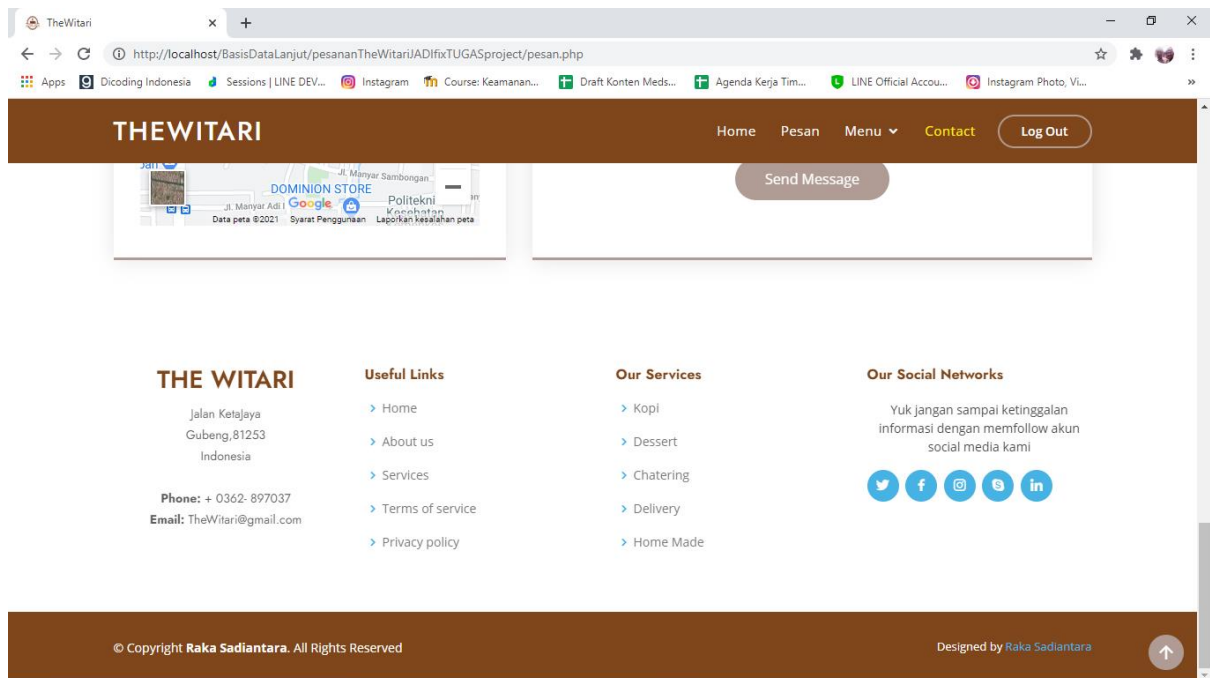 TheWitari
http://localhost/BasisDataLanjut/pesananTheWitariJADIfixTUGASproject/pesan.php
Apps Dicoding Indonesia Sessions | LINE DEV... Instagram Course: Keamanan... Draft Konten Meds... Agenda Kerja Tim... LINE Official Accou... Instagram Photo, Vi... »
THEWITARI Home Pesan Menu Contact Log Out
Jl. Manyar Sambongan
DOMINION STORE
Politekni
Kesehatan
Jl. Manyar Adi I
Google
Data peta ©2021 Syarat Penggunaan Laporkan kesalahan peta
Send Message
THE WITARI
Jalan KetaJaya
Gubeng,81253
Indonesia
Phone: + 0362- 897037
Email: TheWitari@gmail.com
Useful Links
Home
About us
Services
Terms of service
Privacy policy
Our Services
Kopi
Dessert
Chatering
Delivery
Home Made
Our Social Networks
Yuk jangan sampai ketinggalan
informasi dengan memfollow akun
social media kami
© Copyright Raka Sadiantara. All Rights Reserved
Designed by Raka Sadiantara